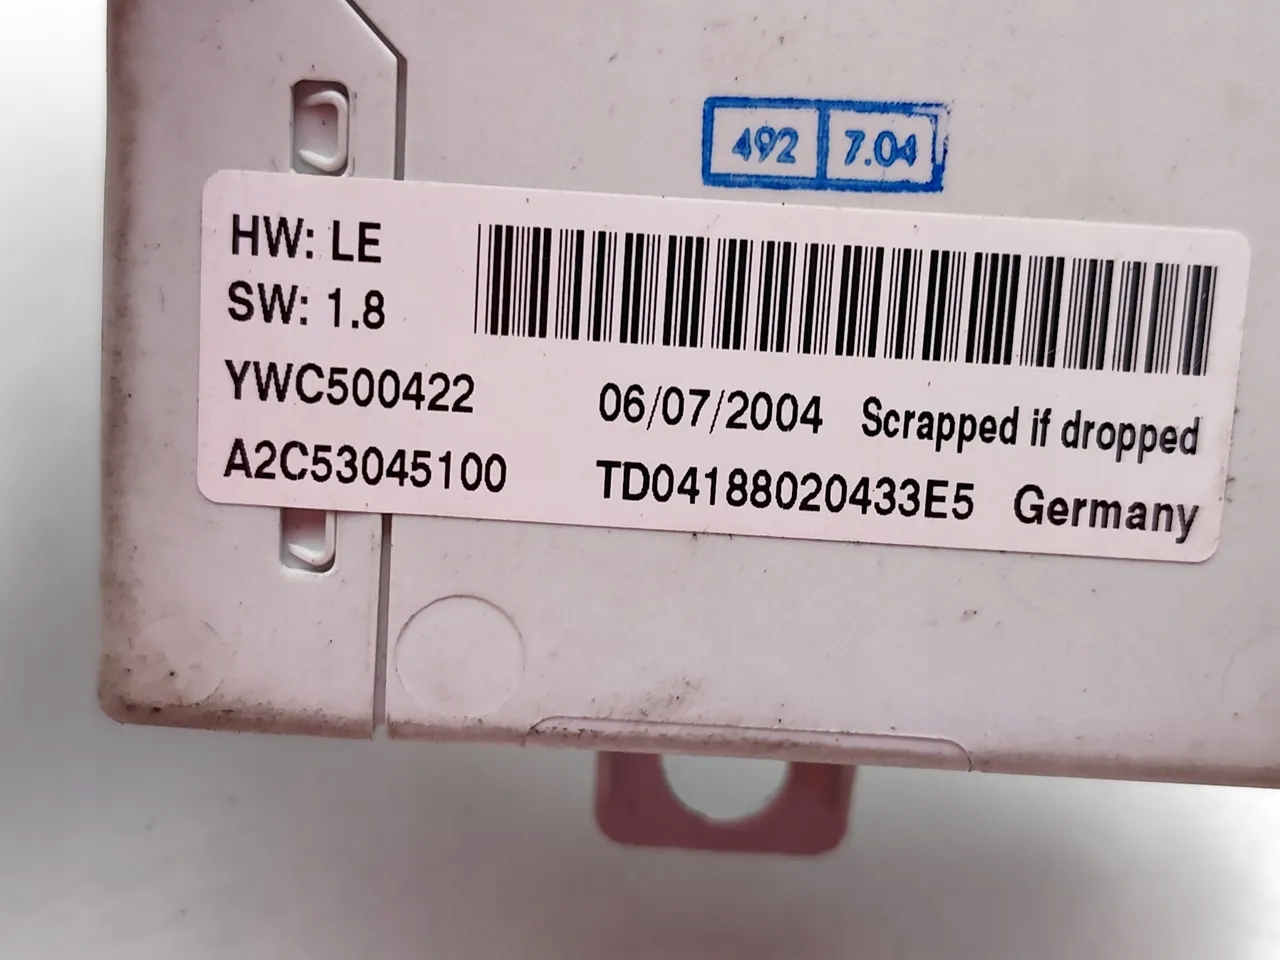 492 7.04
HW: LE
SW: 1.8
YWC500422 06/07/2004 Scrapped if dropped
A2C53045100 TD04188020433E5 Germany